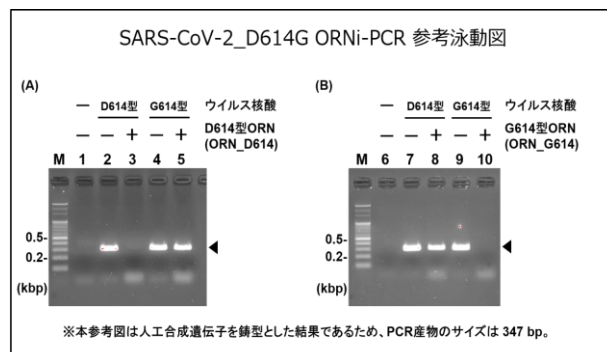 SARS-CoV-2_D614G ORNi-PCR 参考泳動図
(A)
－ D614型 G614型 ウイルス核酸
－ － + － + D614型ORN
(ORN_D614)
M 1 2 3 4 5
0.5-
0.2-
(kbp)
(B)
－ D614型 G614型 ウイルス核酸
－ － + － + G614型ORN
(ORN_G614)
M 6 7 8 9 10
0.5-
0.2-
(kbp)
※本参考図は人工合成遺伝子を鋳型とした結果であるため、PCR産物のサイズは 347 bp。